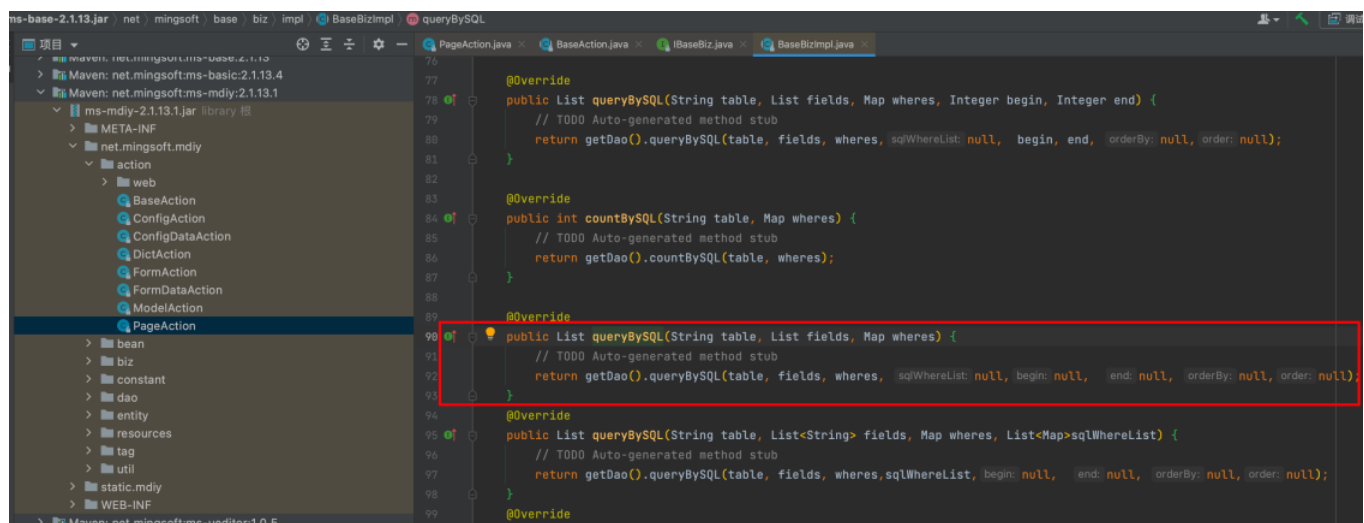 ms-base-2.1.13.jar 〉 net 〉 mingsoft 〉 base 〉 biz 〉 impl 〉 BaseBizImpl 〉 queryBySQL
调试
项目
PageAction.java × BaseAction.java × IBaseBiz.java × BaseBizImpl.java ×
Maven: net.mingsoft:ms-base:2.1.13
Maven: net.mingsoft:ms-basic:2.1.13.4
Maven: net.mingsoft:ms-mdiy:2.1.13.1
ms-mdiy-2.1.13.1.jar library 根
META-INF
net.mingsoft.mdiy
action
web
BaseAction
ConfigAction
ConfigDataAction
DictAction
FormAction
FormDataAction
ModelAction
PageAction
bean
biz
constant
dao
entity
resources
tag
util
static.mdiy
WEB-INF
Maven: net.mingsoft:ms-ueditor:1.0.5
76
77 @Override
78 public List queryBySQL(String table, List fields, Map wheres, Integer begin, Integer end) {
79 // TODO Auto-generated method stub
80 return getDao().queryBySQL(table, fields, wheres, sqlWhereList: null, begin, end, orderBy: null, order: null);
81 }
82
83 @Override
84 public int countBySQL(String table, Map wheres) {
85 // TODO Auto-generated method stub
86 return getDao().countBySQL(table, wheres);
87 }
88
89 @Override
90 public List queryBySQL(String table, List fields, Map wheres) {
91 // TODO Auto-generated method stub
92 return getDao().queryBySQL(table, fields, wheres, sqlWhereList: null, begin: null, end: null, orderBy: null, order: null);
93 }
94 @Override
95 public List queryBySQL(String table, List<String> fields, Map wheres, List<Map>sqlWhereList) {
96 // TODO Auto-generated method stub
97 return getDao().queryBySQL(table, fields, wheres,sqlWhereList, begin: null, end: null, orderBy: null, order: null);
98 }
99 @Override